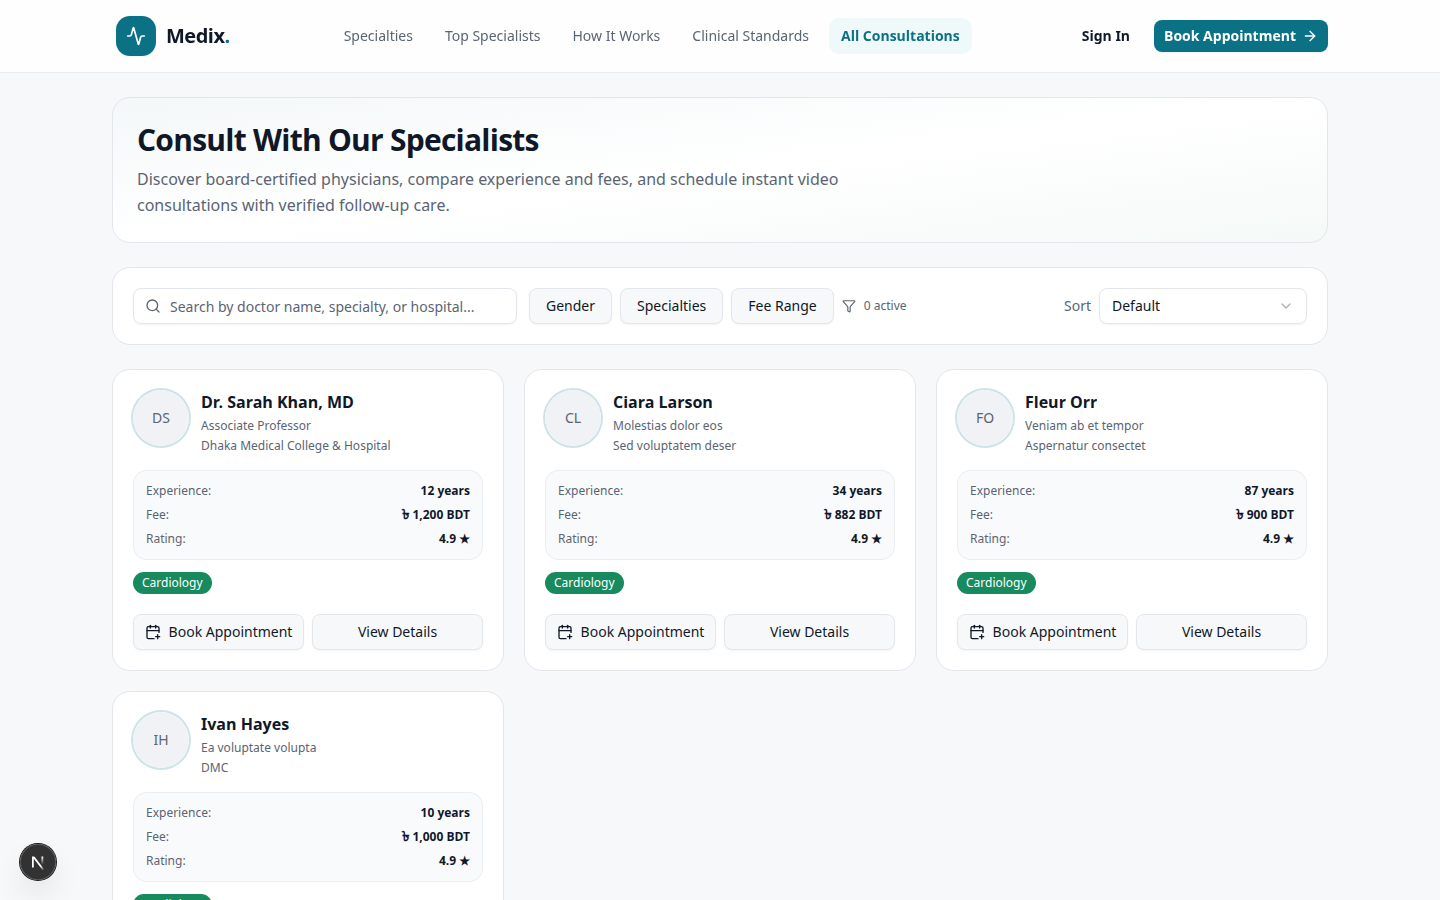 Medix.
Specialties
Top Specialists
How It Works
Clinical Standards
All Consultations
Sign In
Book Appointment
Consult With Our Specialists
Discover board-certified physicians, compare experience and fees, and schedule instant video
consultations with verified follow-up care.
Search by doctor name, specialty, or hospital...
Gender
Specialties
Fee Range
0 active
Sort
Default
DS
Dr. Sarah Khan, MD
Associate Professor
Dhaka Medical College & Hospital
Experience: 12 years
Fee: ৳ 1,200 BDT
Rating: 4.9 ★
Cardiology
Book Appointment
View Details
CL
Ciara Larson
Molestias dolor eos
Sed voluptatem deser
Experience: 34 years
Fee: ৳ 882 BDT
Rating: 4.9 ★
Cardiology
Book Appointment
View Details
FO
Fleur Orr
Veniam ab et tempor
Aspernatur consectet
Experience: 87 years
Fee: ৳ 900 BDT
Rating: 4.9 ★
Cardiology
Book Appointment
View Details
IH
Ivan Hayes
Ea voluptate volupta
DMC
Experience: 10 years
Fee: ৳ 1,000 BDT
Rating: 4.9 ★
N